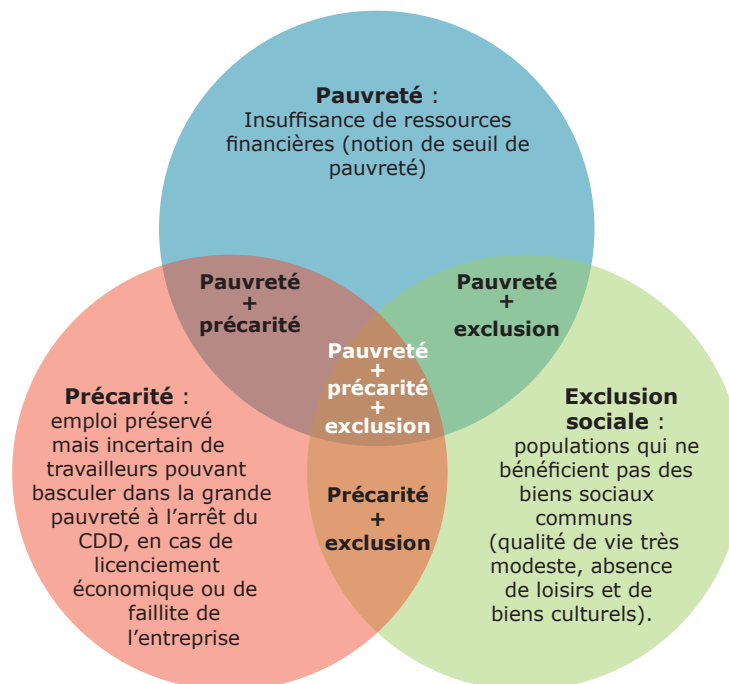 Pauvreté :
Insuffisance de ressources
financières (notion de seuil de
pauvreté)
Pauvreté
+
précarité
Pauvreté
+
exclusion
Pauvreté
+
précarité
+
exclusion
Précarité :
emploi préservé
mais incertain de
travailleurs pouvant
basculer dans la grande
pauvreté à l’arrêt du
CDD, en cas de
licenciement
économique ou de
faillite de
l’entreprise
Exclusion
sociale :
populations qui ne
bénéficient pas des
biens sociaux
communs
(qualité de vie très
modeste, absence
de loisirs et de
biens culturels).
Précarité
+
exclusion